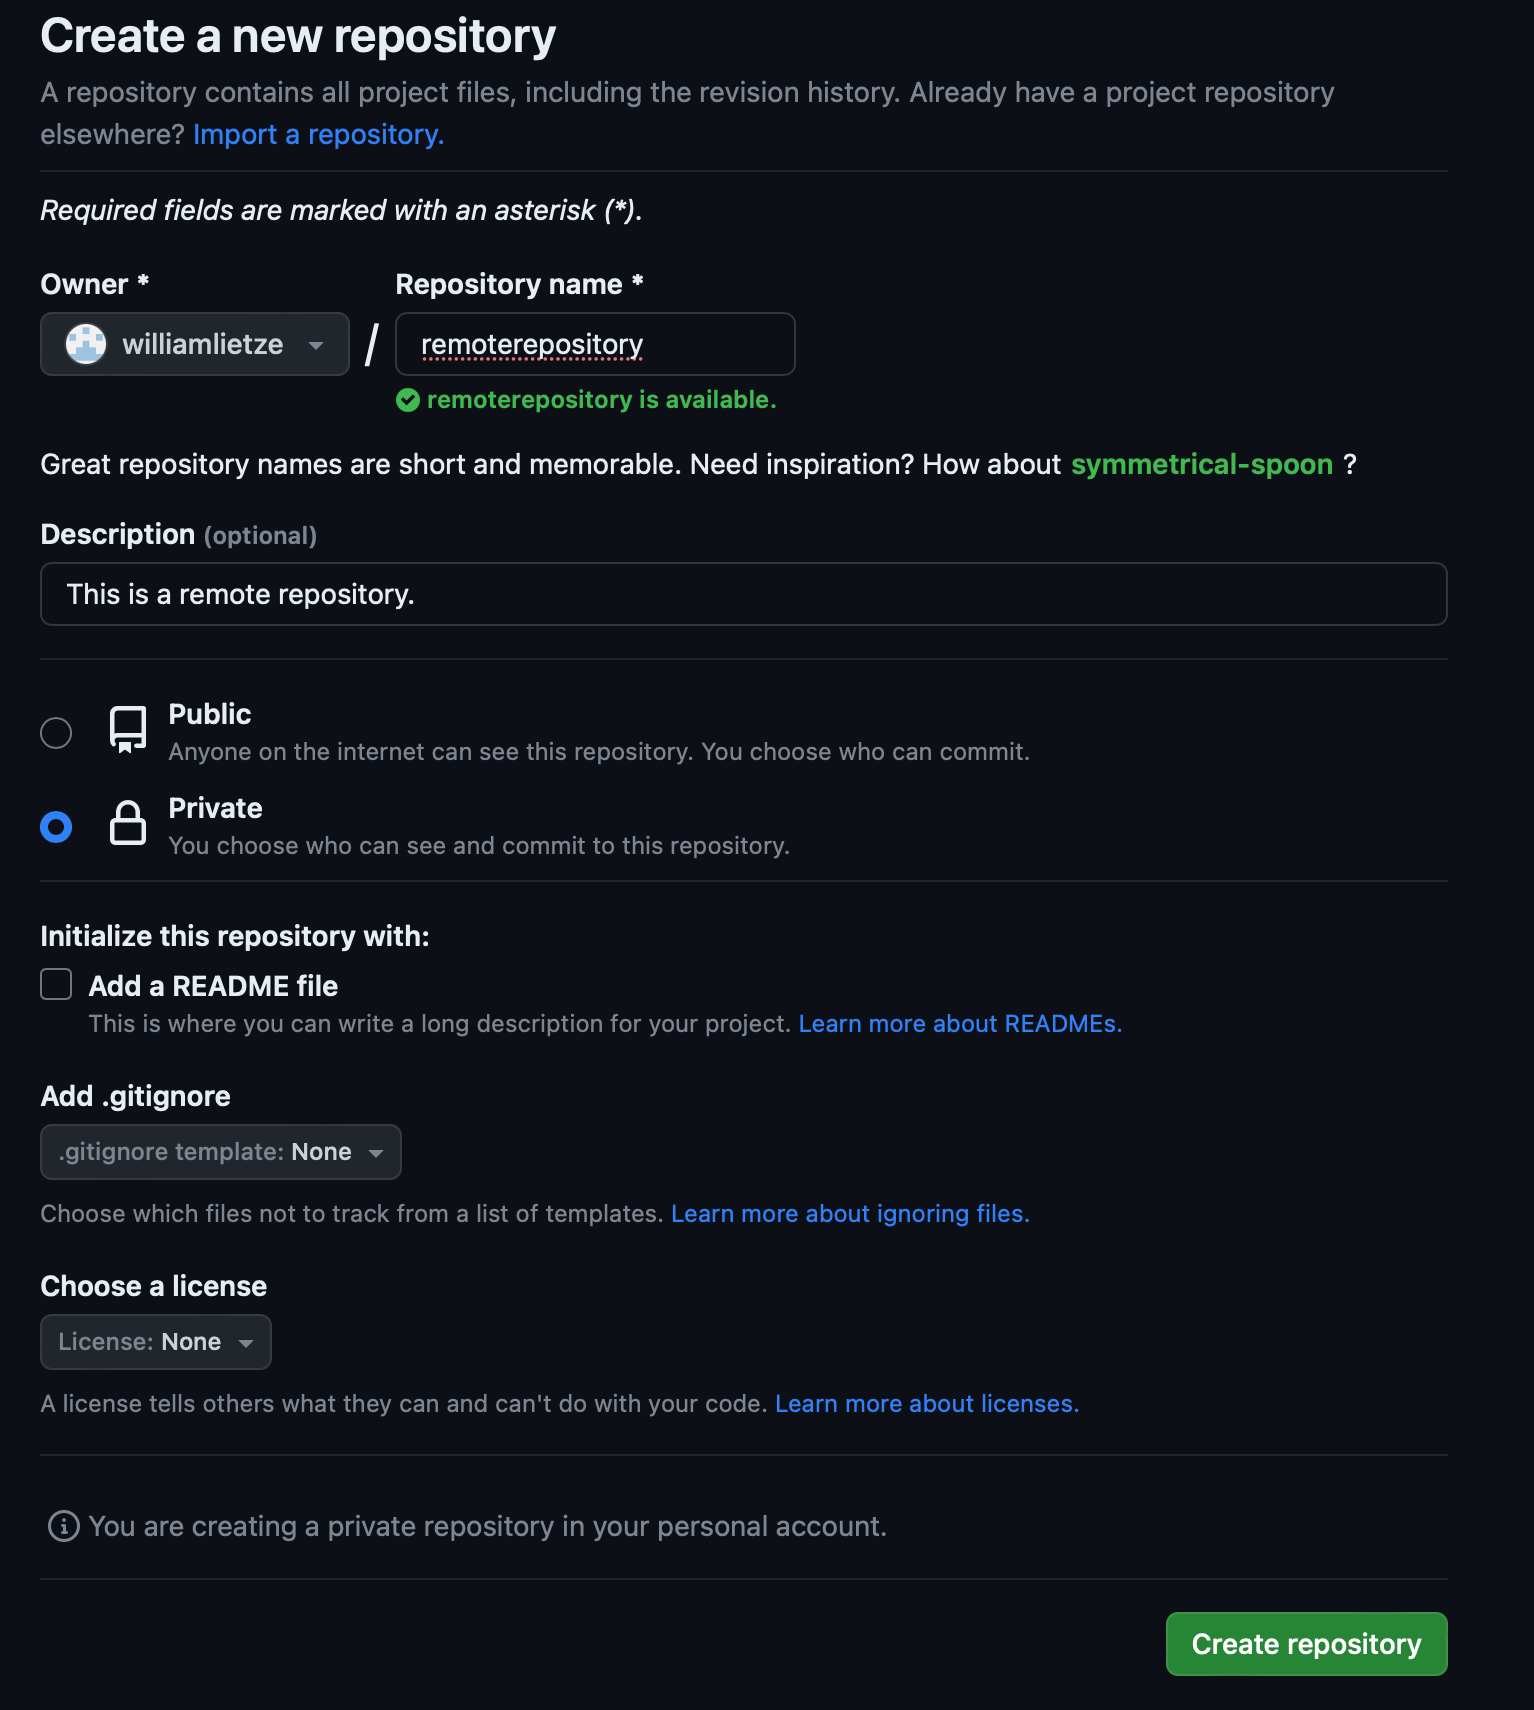 Create a new repository
A repository contains all project files, including the revision history. Already have a project repository
elsewhere? Import a repository.
Required fields are marked with an asterisk (*).
Owner * Repository name *
williamlietze / remoterepository
remoterepository is available.
Great repository names are short and memorable. Need inspiration? How about symmetrical-spoon ?
Description (optional)
This is a remote repository.
Public
Anyone on the internet can see this repository. You choose who can commit.
Private
You choose who can see and commit to this repository.
Initialize this repository with:
Add a README file
This is where you can write a long description for your project. Learn more about READMEs.
Add .gitignore
.gitignore template: None
Choose which files not to track from a list of templates. Learn more about ignoring files.
Choose a license
License: None
A license tells others what they can and can't do with your code. Learn more about licenses.
You are creating a private repository in your personal account.
Create repository